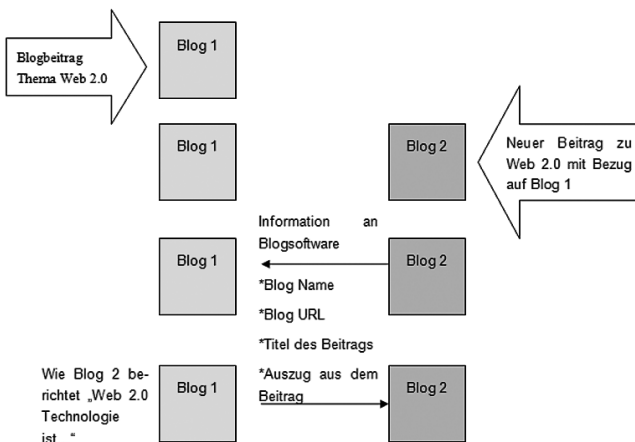 Blog 1
Blogbeitrag
Thema Web 2.0
Blog 1
Blog 2
Neuer Beitrag zu
Web 2.0 mit Bezug
auf Blog 1
Information an
Blogsoftware
Blog 1
Blog 2
*Blog Name
*Blog URL
*Titel des Beitrags
Wie Blog 2 be-
richtet „Web 2.0
Technologie
ist “
Blog 1
*Auszug aus dem
Beitrag
Blog 2